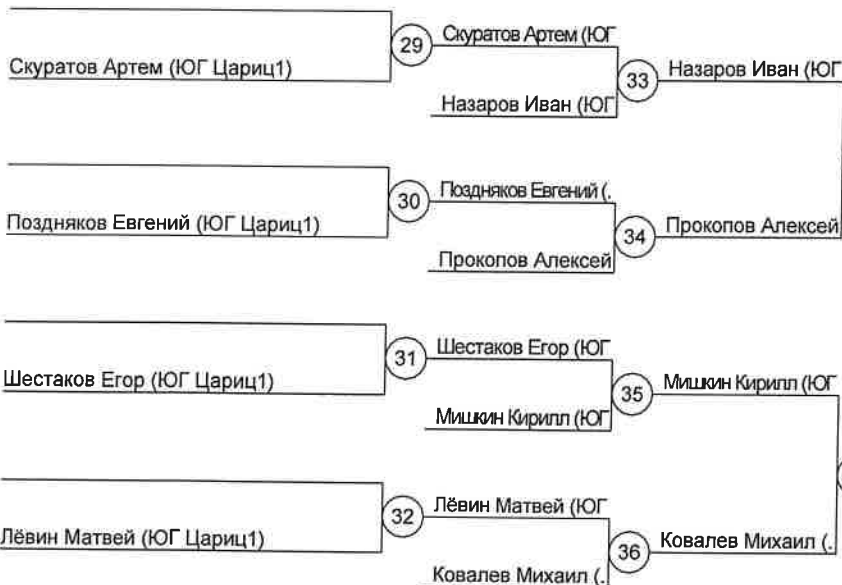 Скуратов Артем (ЮГ Цариц1)
29
Скуратов Артем (ЮГ
Назаров Иван (ЮГ
33
Назаров Иван (ЮГ
Поздняков Евгений (ЮГ Цариц1)
30
Поздняков Евгений (.
Прокопов Алексей
34
Прокопов Алексей
Шестаков Егор (ЮГ Цариц1)
31
Шестаков Егор (ЮГ
Мишкин Кирилл (ЮГ
35
Мишкин Кирилл (ЮГ
Лёвин Матвей (ЮГ Цариц1)
32
Лёвин Матвей (ЮГ
Ковалев Михаил (.
36
Ковалев Михаил (.